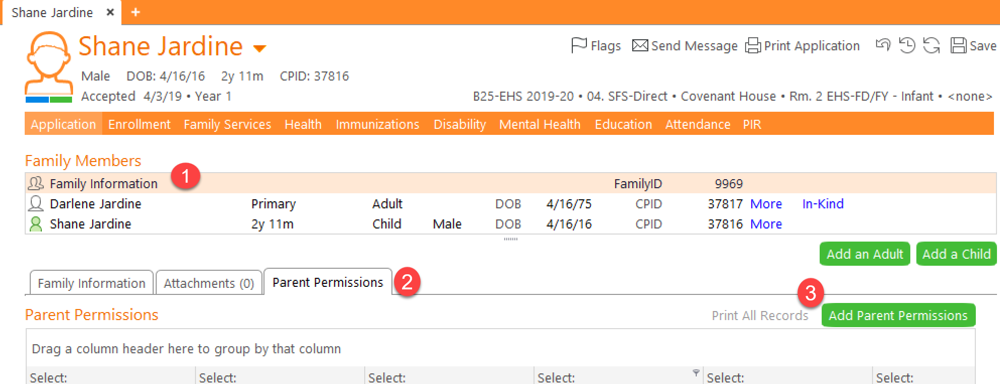 Shane Jardine × +
Shane Jardine
Flags Send Message Print Application Save
Male DOB: 4/16/16 2y 11m CPID: 37816
Accepted 4/3/19 • Year 1 B25-EHS 2019-20 • 04. SFS-Direct • Covenant House • Rm. 2 EHS-FD/FY - Infant • <none>
Application Enrollment Family Services Health Immunizations Disability Mental Health Education Attendance PIR
Family Members
1
Family Information FamilyID 9969
Darlene Jardine Primary Adult DOB 4/16/75 CPID 37817 More In-Kind
Shane Jardine 2y 11m Child Male DOB 4/16/16 CPID 37816 More
Add an Adult Add a Child
Family Information Attachments (0) Parent Permissions 2
3
Parent Permissions Print All Records Add Parent Permissions
Drag a column header here to group by that column
Select: Select: Select: Select: Select: Select: